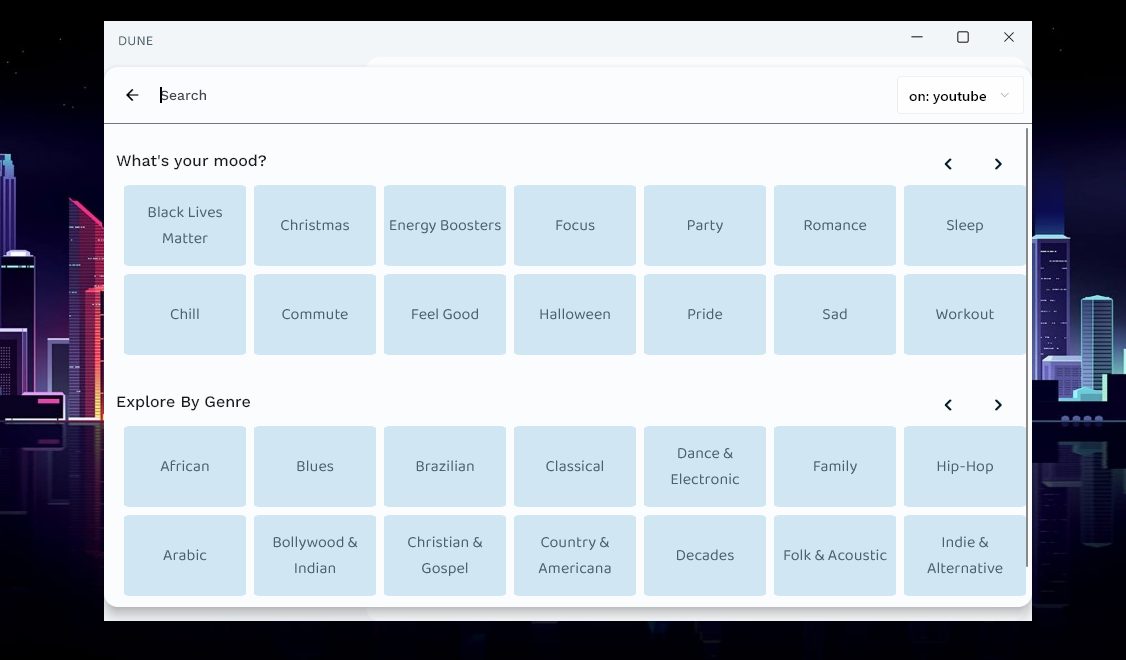 DUNE
Search
on: youtube
What's your mood?
Black Lives
Matter
Christmas
Energy Boosters
Focus
Party
Romance
Sleep
Chill
Commute
Feel Good
Halloween
Pride
Sad
Workout
Explore By Genre
African
Blues
Brazilian
Classical
Dance &
Electronic
Family
Hip-Hop
Arabic
Bollywood &
Indian
Christian &
Gospel
Country &
Americana
Decades
Folk & Acoustic
Indie &
Alternative